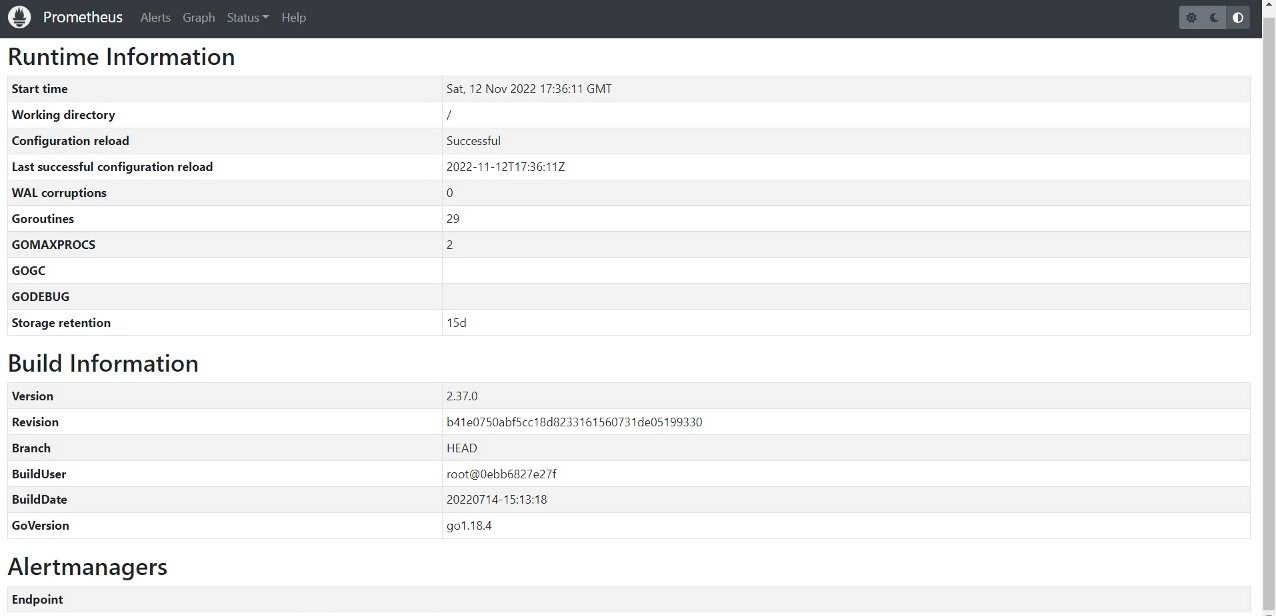 Prometheus Alerts Graph Status Help
Runtime Information
Start time Sat, 12 Nov 2022 17:36:11 GMT
Working directory /
Configuration reload Successful
Last successful configuration reload 2022-11-12T17:36:11Z
WAL corruptions 0
Goroutines 29
GOMAXPROCS 2
GOGC
GODEBUG
Storage retention 15d
Build Information
Version 2.37.0
Revision b41e0750abf5cc18d8233161560731de05199330
Branch HEAD
BuildUser root@0ebb6827e27f
BuildDate 20220714-15:13:18
GoVersion go1.18.4
Alertmanagers
Endpoint